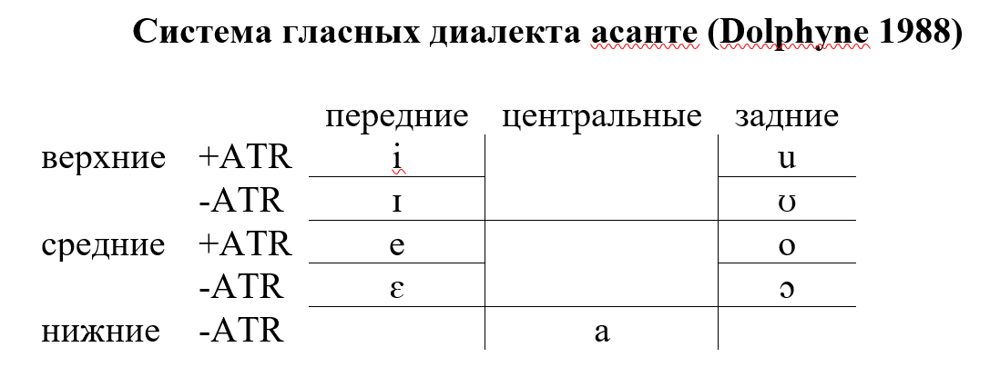 Система гласных диалекта асанте (Dolphyne 1988)
передние центральные задние
верхние +ATR i u
-ATR ɪ ʊ
средние +ATR e o
-ATR ɛ ɔ
нижние -ATR a